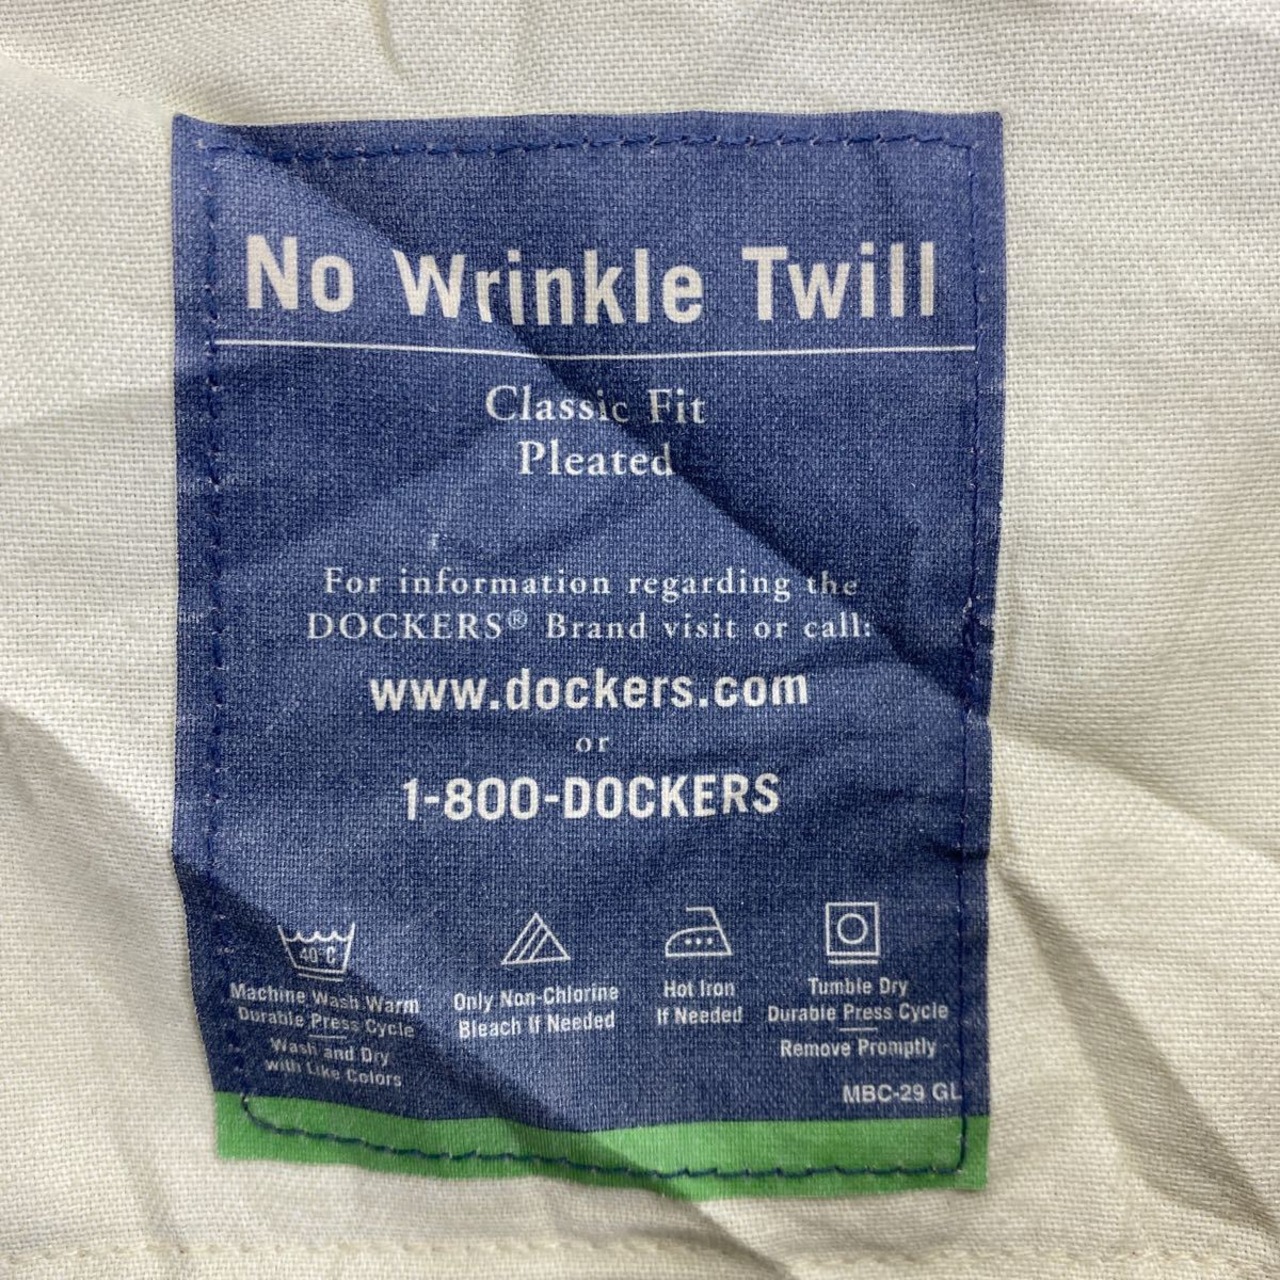 No Wrinkle Twill
Classic Fit
Pleated
For information regarding the
DOCKERS® Brand visit or call:
www.dockers.com
or
1-800-DOCKERS
40°C
Machine Wash Warm
Durable Press Cycle
Wash and Dry
with Like Colors
Only Non-Chlorine
Bleach If Needed
Hot Iron
If Needed
Tumble Dry
Durable Press Cycle
Remove Promptly
MBC-29 GL